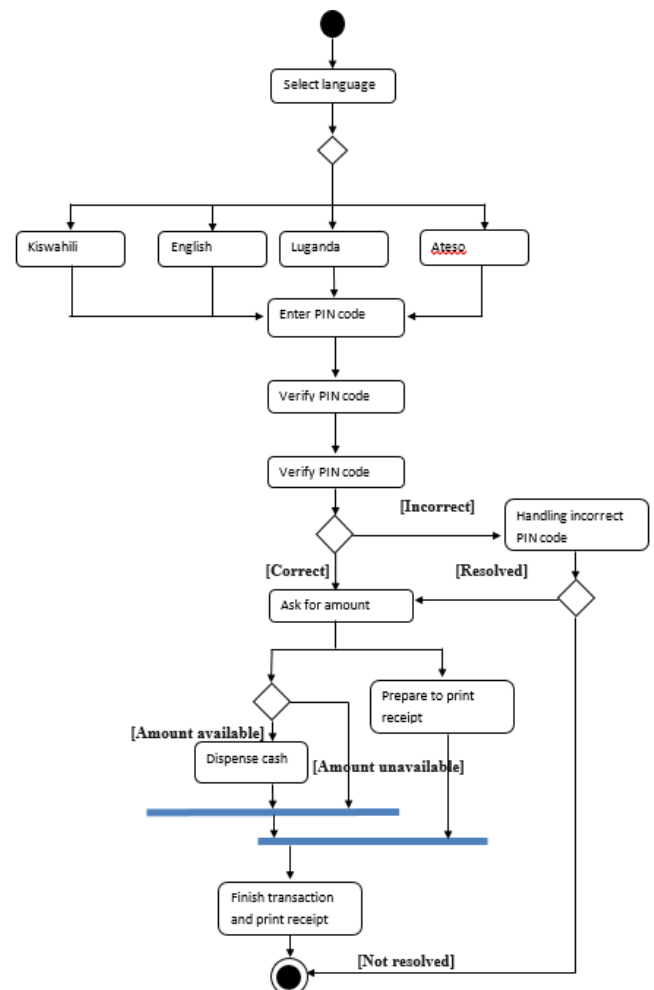 Select language
Kiswahili
English
Luganda
Ateso
Enter PIN code
Verify PIN code
Verify PIN code
[Incorrect]
Handling incorrect
PIN code
[Correct]
[Resolved]
Ask for amount
Prepare to print
receipt
[Amount available]
Dispense cash
[Amount unavailable]
Finish transaction
and print receipt
[Not resolved]